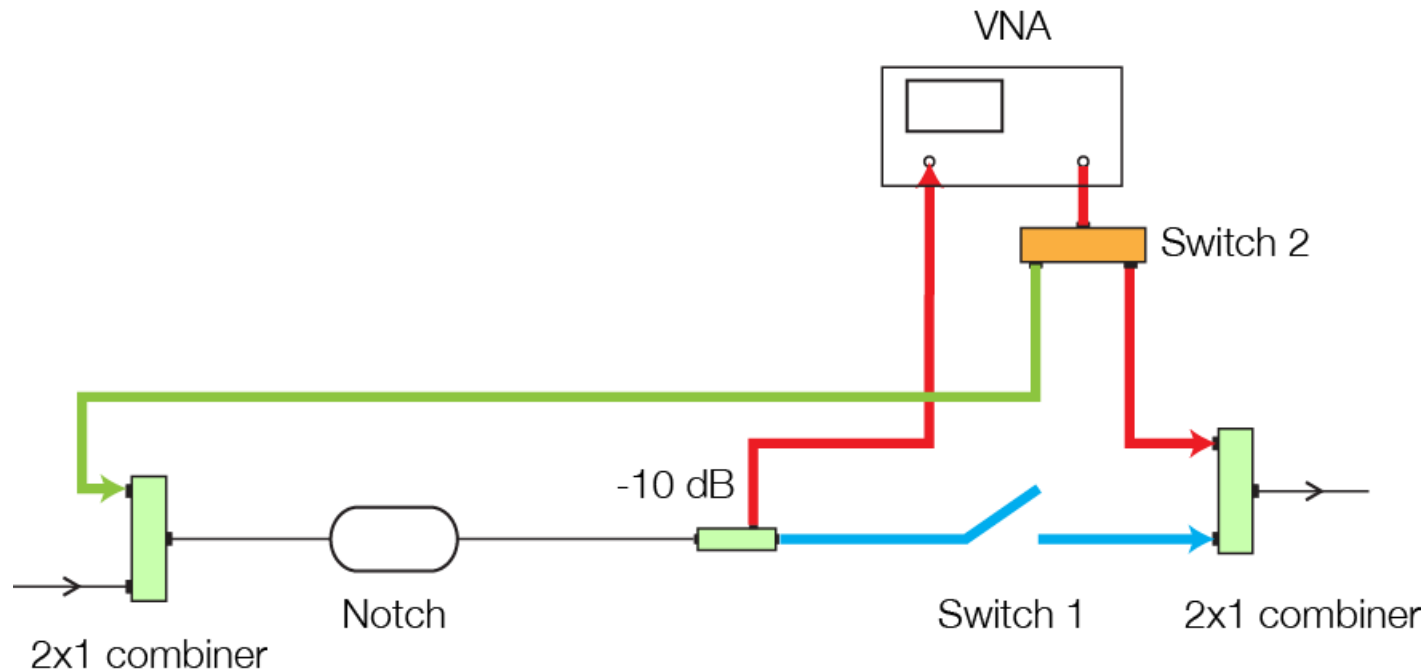 VNA
Switch 2
-10 dB
Notch
Switch 1
2x1 combiner
2x1 combiner